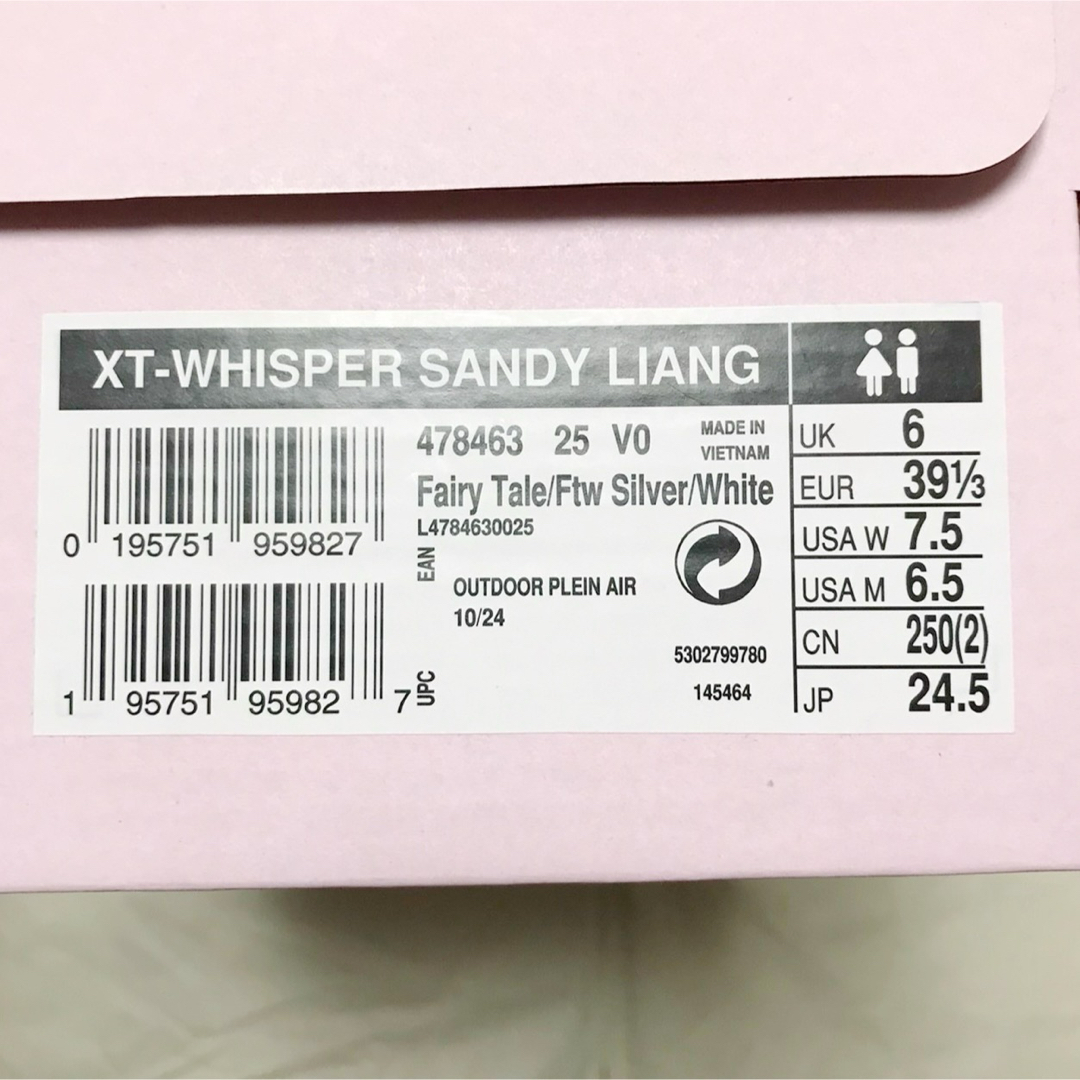 XT-WHISPER SANDY LIANG
478463 25 V0
MADE IN
VIETNAM
Fairy Tale/Ftw Silver/White
L4784630025
0 195751 959827
EAN
OUTDOOR PLEIN AIR
10/24
5302799780
145464
1 95751 95982 7
UPC
UK 6
EUR 39⅓
USA W 7.5
USA M 6.5
CN 250(2)
JP 24.5